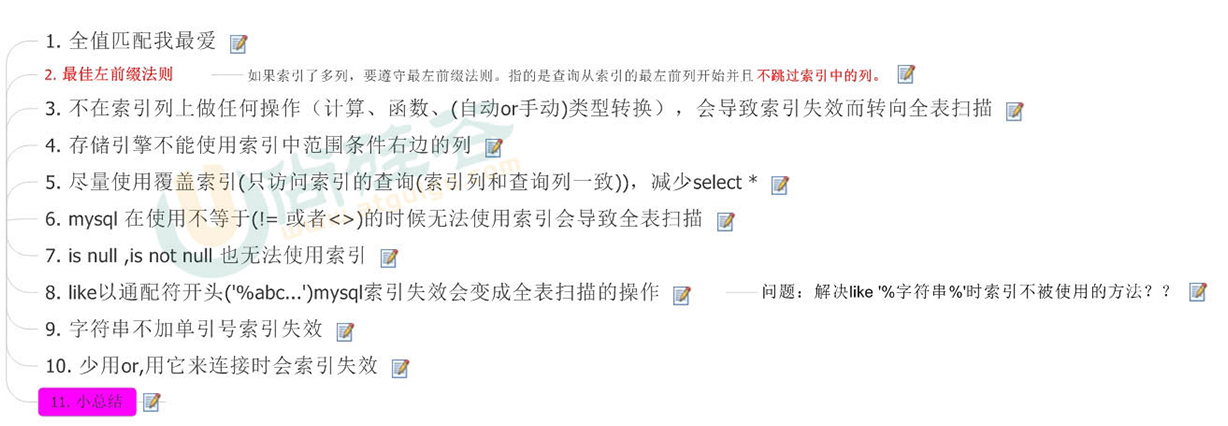 1. 全值匹配我最爱
2. 最佳左前缀法则 如果索引了多列，要遵守最左前缀法则。指的是查询从索引的最左前列开始并且不跳过索引中的列。
3. 不在索引列上做任何操作（计算、函数、(自动or手动)类型转换），会导致索引失效而转向全表扫描
4. 存储引擎不能使用索引中范围条件右边的列
5. 尽量使用覆盖索引(只访问索引的查询(索引列和查询列一致))，减少select *
6. mysql 在使用不等于(!= 或者<>)的时候无法使用索引会导致全表扫描
7. is null ,is not null 也无法使用索引
8. like以通配符开头('%abc...')mysql索引失效会变成全表扫描的操作 问题：解决like '%字符串%'时索引不被使用的方法？？
9. 字符串不加单引号索引失效
10. 少用or,用它来连接时会索引失效
11. 小总结
尚硅谷